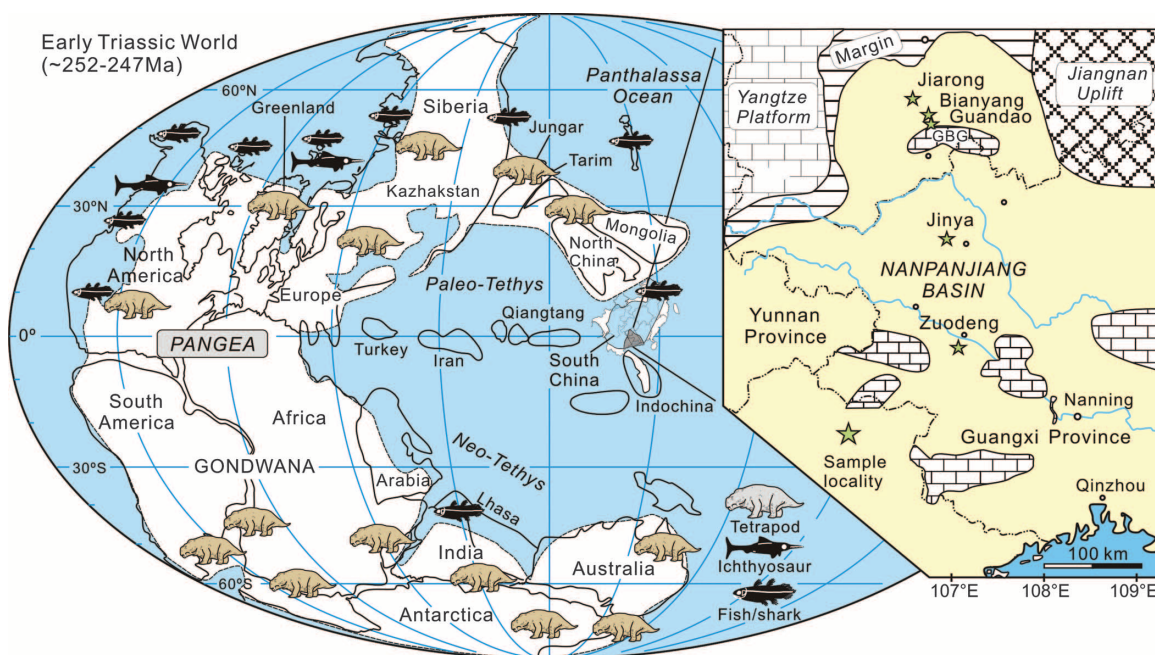 Early Triassic World
(~252-247Ma)
60°N
Greenland
Siberia
Panthalassa
Ocean
Jungar
Tarim
Kazhakstan
30°N
North
America
Mongolia
North
China
Europe
Paleo-Tethys
Qiangtang
0°
PANGEA
Turkey
Iran
South
China
Indochina
South
America
Africa
Neo-Tethys
30°S
GONDWANA
Arabia
Lhasa
India
Australia
60°S
Antarctica
Tetrapod
Ichthyosaur
Fish/shark
Margin
Yangtze
Platform
Jiangnan
Uplift
Jiarong
Bianyang
Guandao
GBG
Jinya
NANPANJIANG
BASIN
Yunnan
Province
Zuodeng
Nanning
Guangxi Province
Sample
locality
Qinzhou
100 km
107°E
108°E
109°E